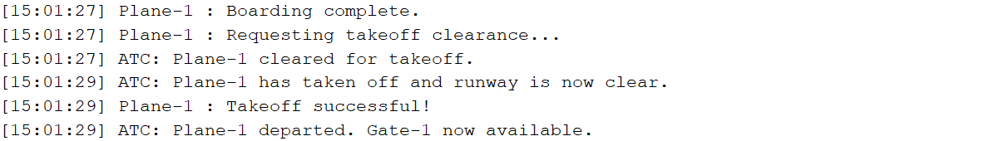 [15:01:27] Plane-1 : Boarding complete.
[15:01:27] Plane-1 : Requesting takeoff clearance...
[15:01:27] ATC: Plane-1 cleared for takeoff.
[15:01:29] ATC: Plane-1 has taken off and runway is now clear.
[15:01:29] Plane-1 : Takeoff successful!
[15:01:29] ATC: Plane-1 departed. Gate-1 now available.